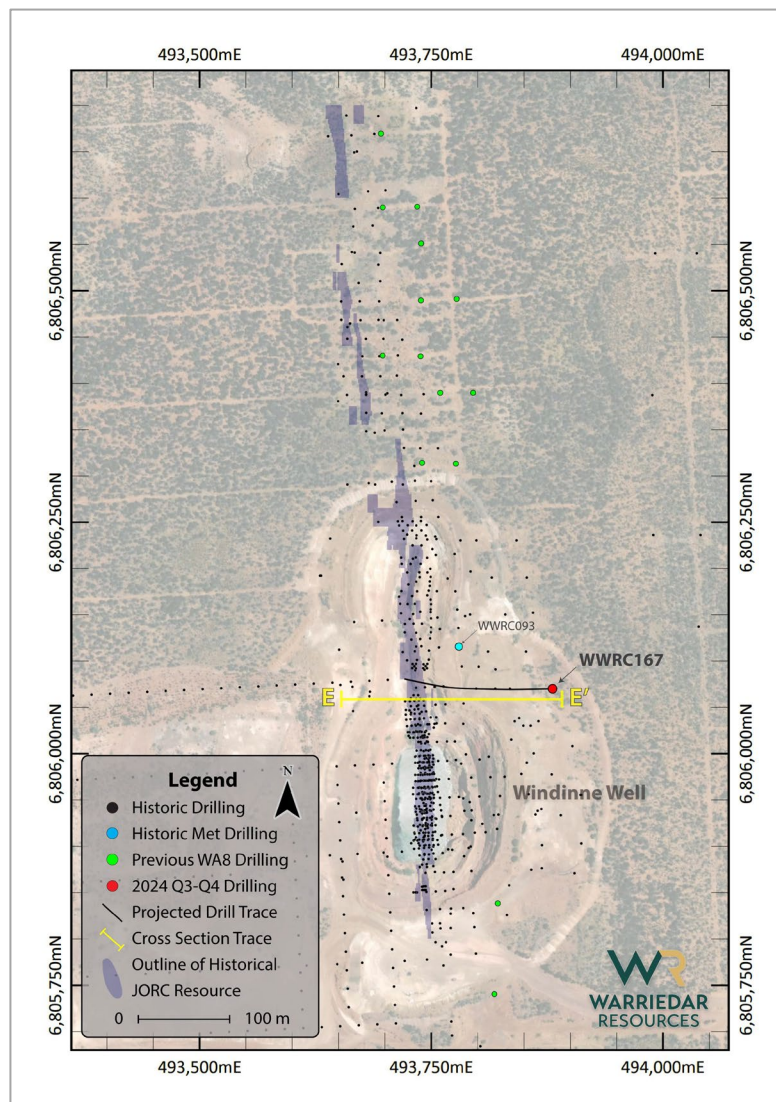 493,500mE
493,750mE
494,000mE
6,806,500mN
6,806,500mN
6,806,250mN
6,806,250mN
WWRC093
WWRC167
E
E'
6,806,000mN
6,806,000mN
Windinne Well
Legend
N
Historic Drilling
Historic Met Drilling
Previous WA8 Drilling
2024 Q3-Q4 Drilling
Projected Drill Trace
Cross Section Trace
Outline of Historical
JORC Resource
0
100 m
6,805,750mN
6,805,750mN
WR
WARRIEDAR
RESOURCES
493,500mE
493,750mE
494,000mE